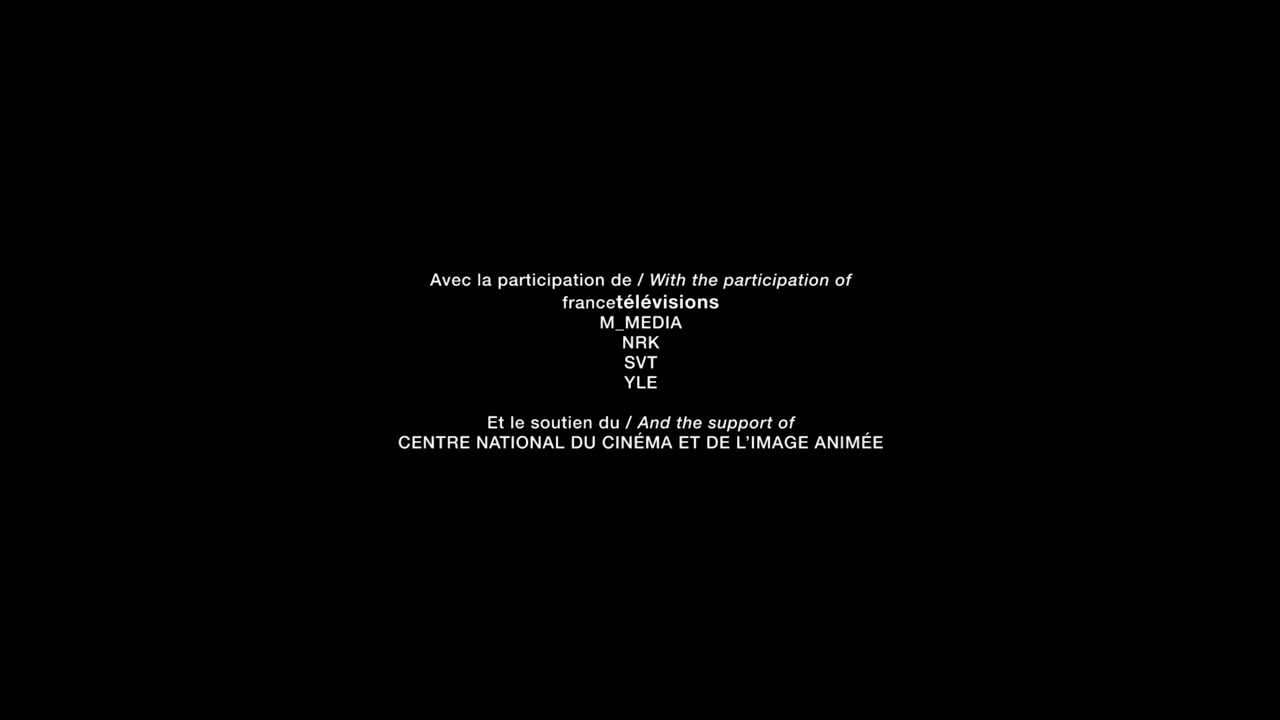 Avec la participation de / With the participation of
francetélévisions
M_MEDIA
NRK
SVT
YLE
Et le soutien du / And the support of
CENTRE NATIONAL DU CINÉMA ET DE L’IMAGE ANIMÉE